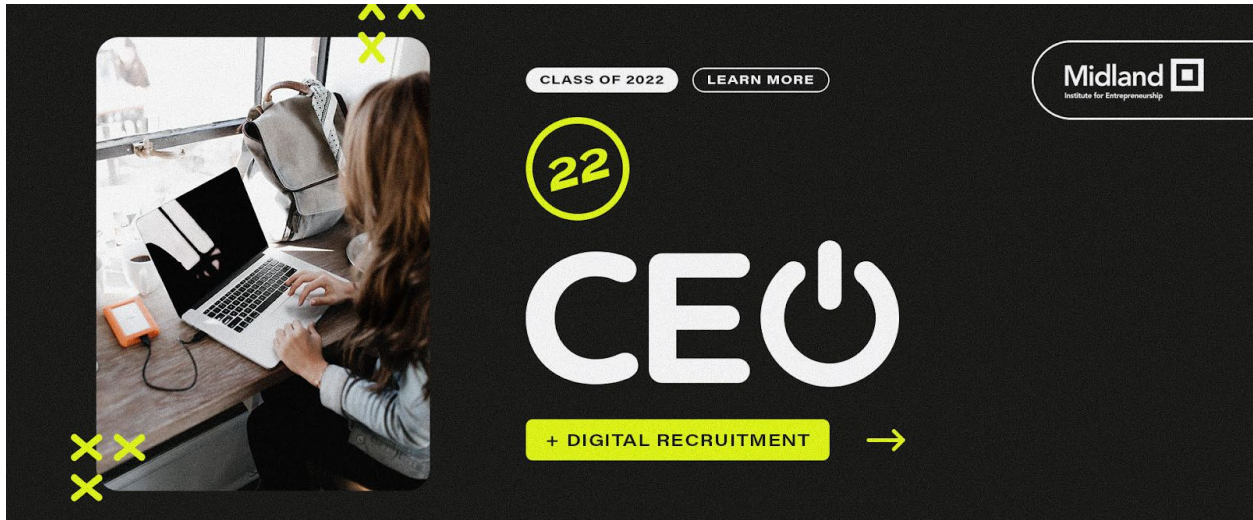 CLASS OF 2022
LEARN MORE
Midland
Institute for Entrepreneurship
22
CEO
+ DIGITAL RECRUITMENT